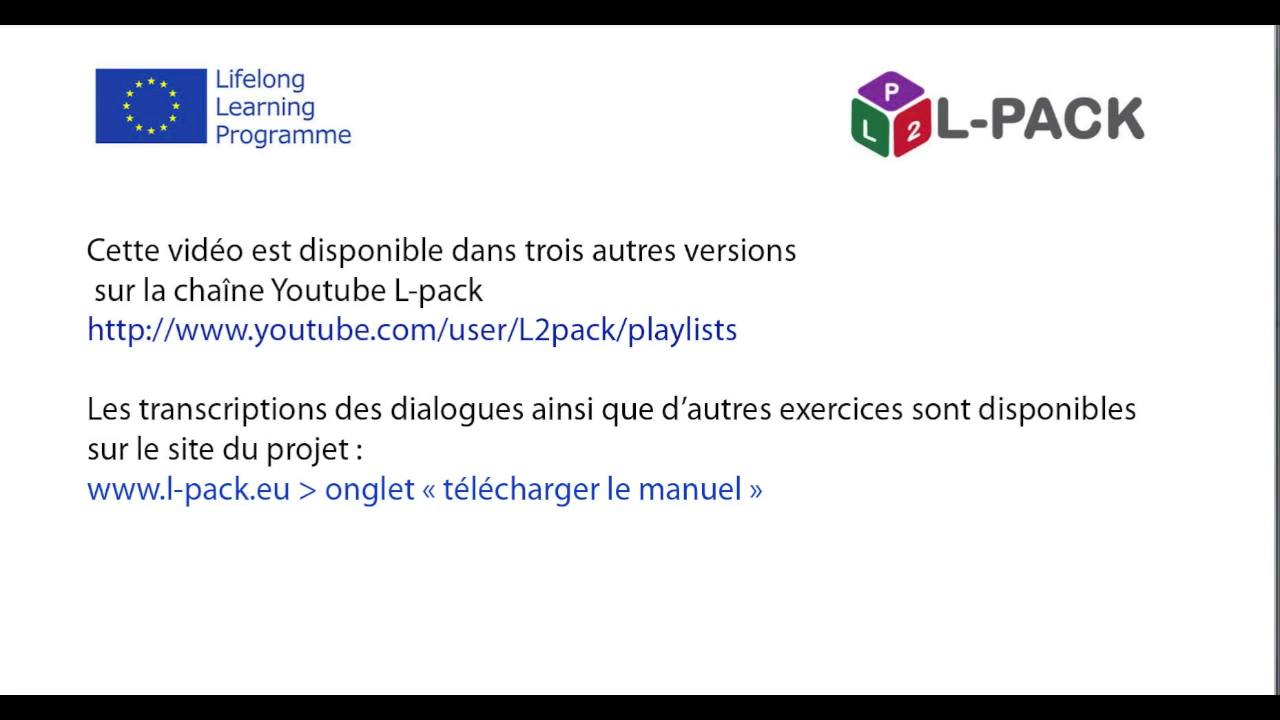 Lifelong
Learning
Programme
P
L
2
L-PACK
Cette vidéo est disponible dans trois autres versions
sur la chaîne Youtube L-pack
http://www.youtube.com/user/L2pack/playlists
Les transcriptions des dialogues ainsi que d’autres exercices sont disponibles
sur le site du projet :
www.l-pack.eu > onglet « télécharger le manuel »